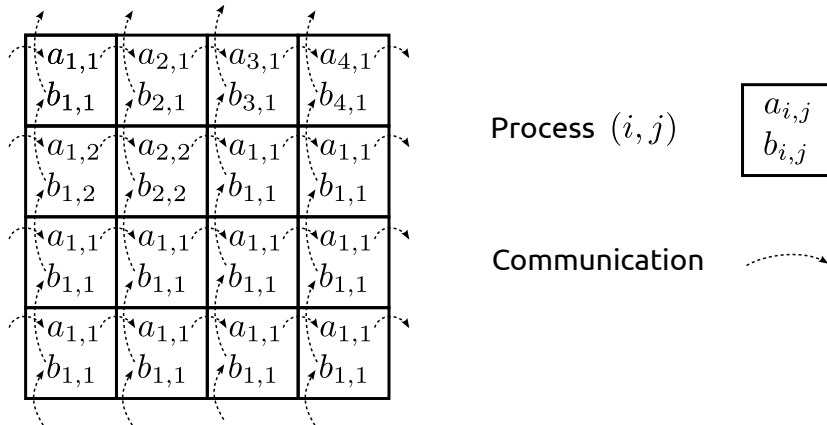 a1,1 a2,1 a3,1 a4,1
b1,1 b2,1 b3,1 b4,1
a1,2 a2,2 a1,1 a1,1
b1,2 b2,2 b1,1 b1,1
a1,1 a1,1 a1,1 a1,1
b1,1 b1,1 b1,1 b1,1
a1,1 a1,1 a1,1 a1,1
b1,1 b1,1 b1,1 b1,1
Process (i, j)
ai,j
bi,j
Communication